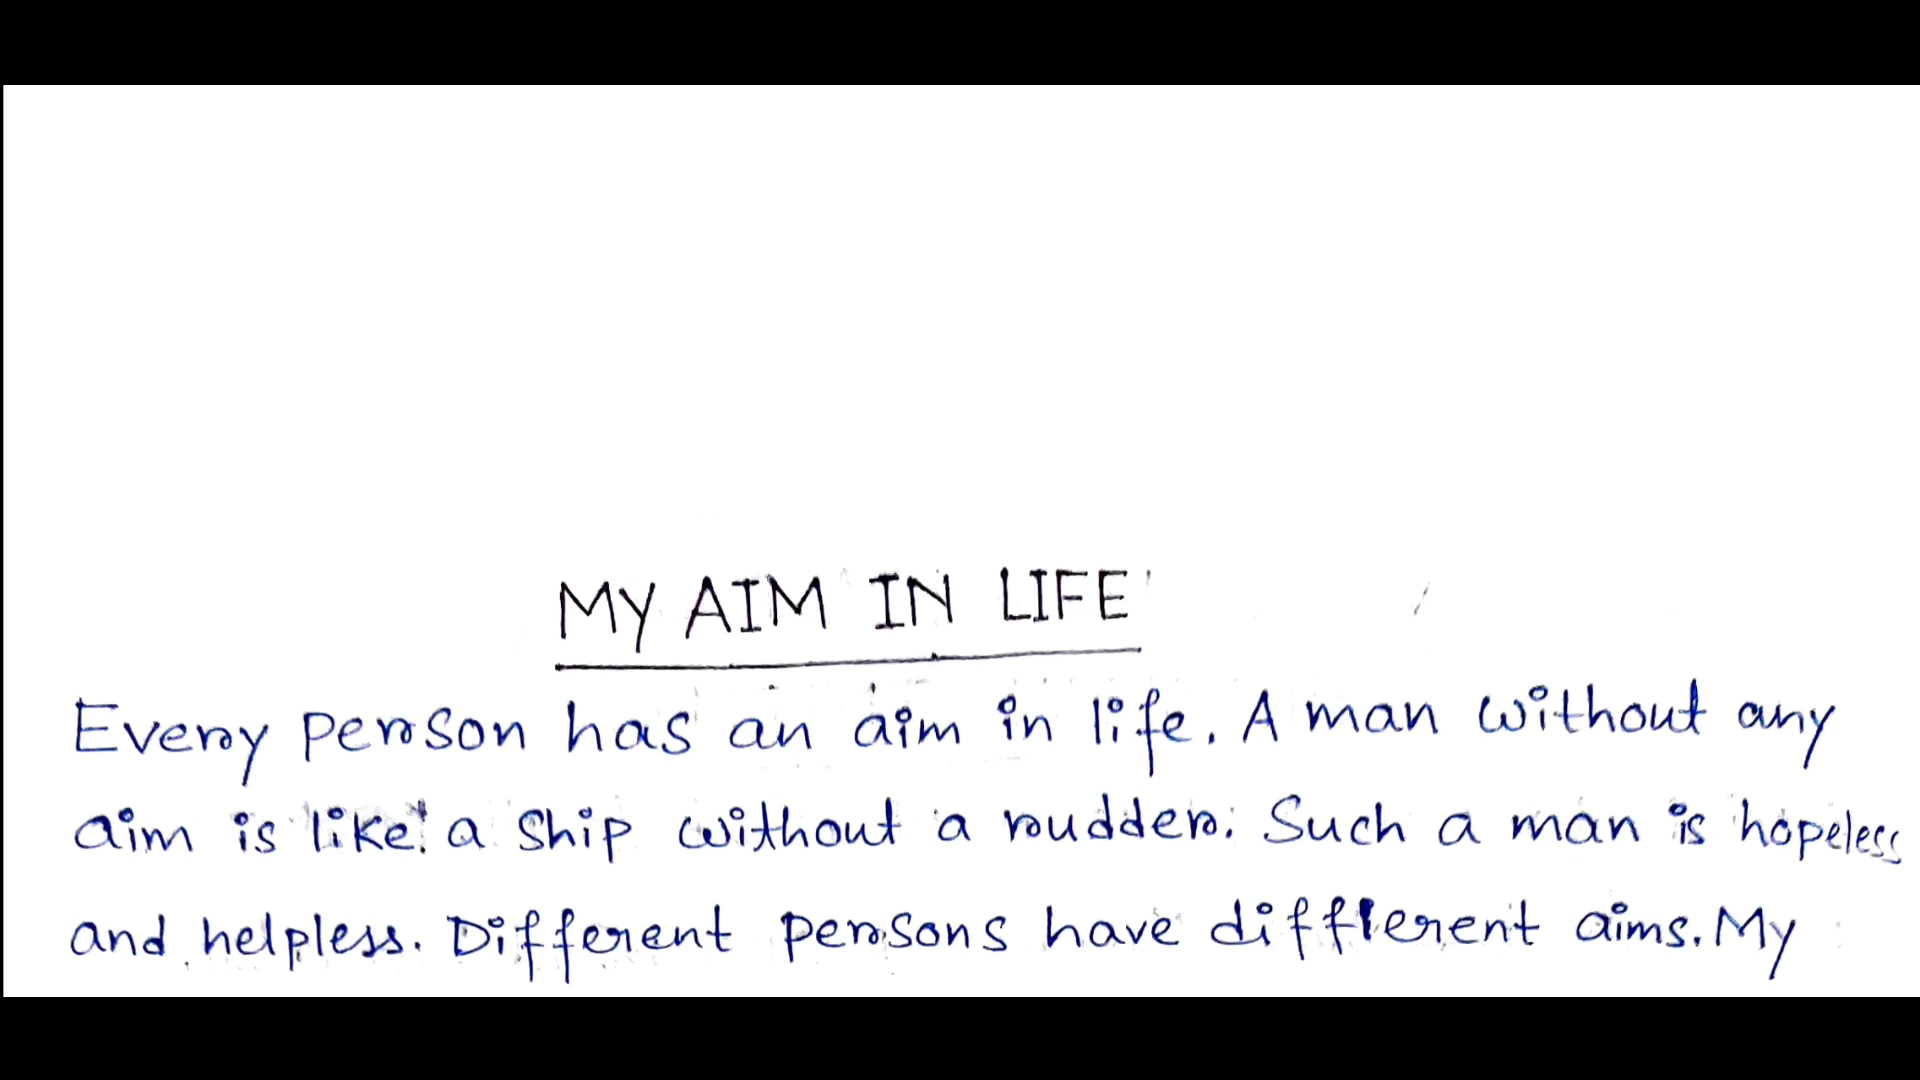 MY AIM IN LIFE
Every person has an aim in life. A man without any
aim is like a ship without a rudder. Such a man is hopeless
and helpless. Different persons have different aims. My